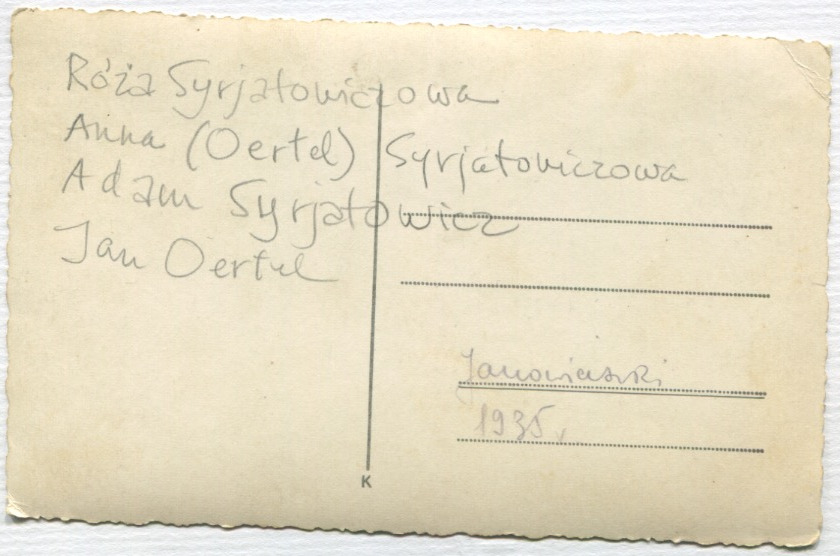 Róża Syrjatowiczowa
Anna (Oertel) Syrjatowiczowa
Adam Syrjatowicz
Jan Oertel
1935.
K